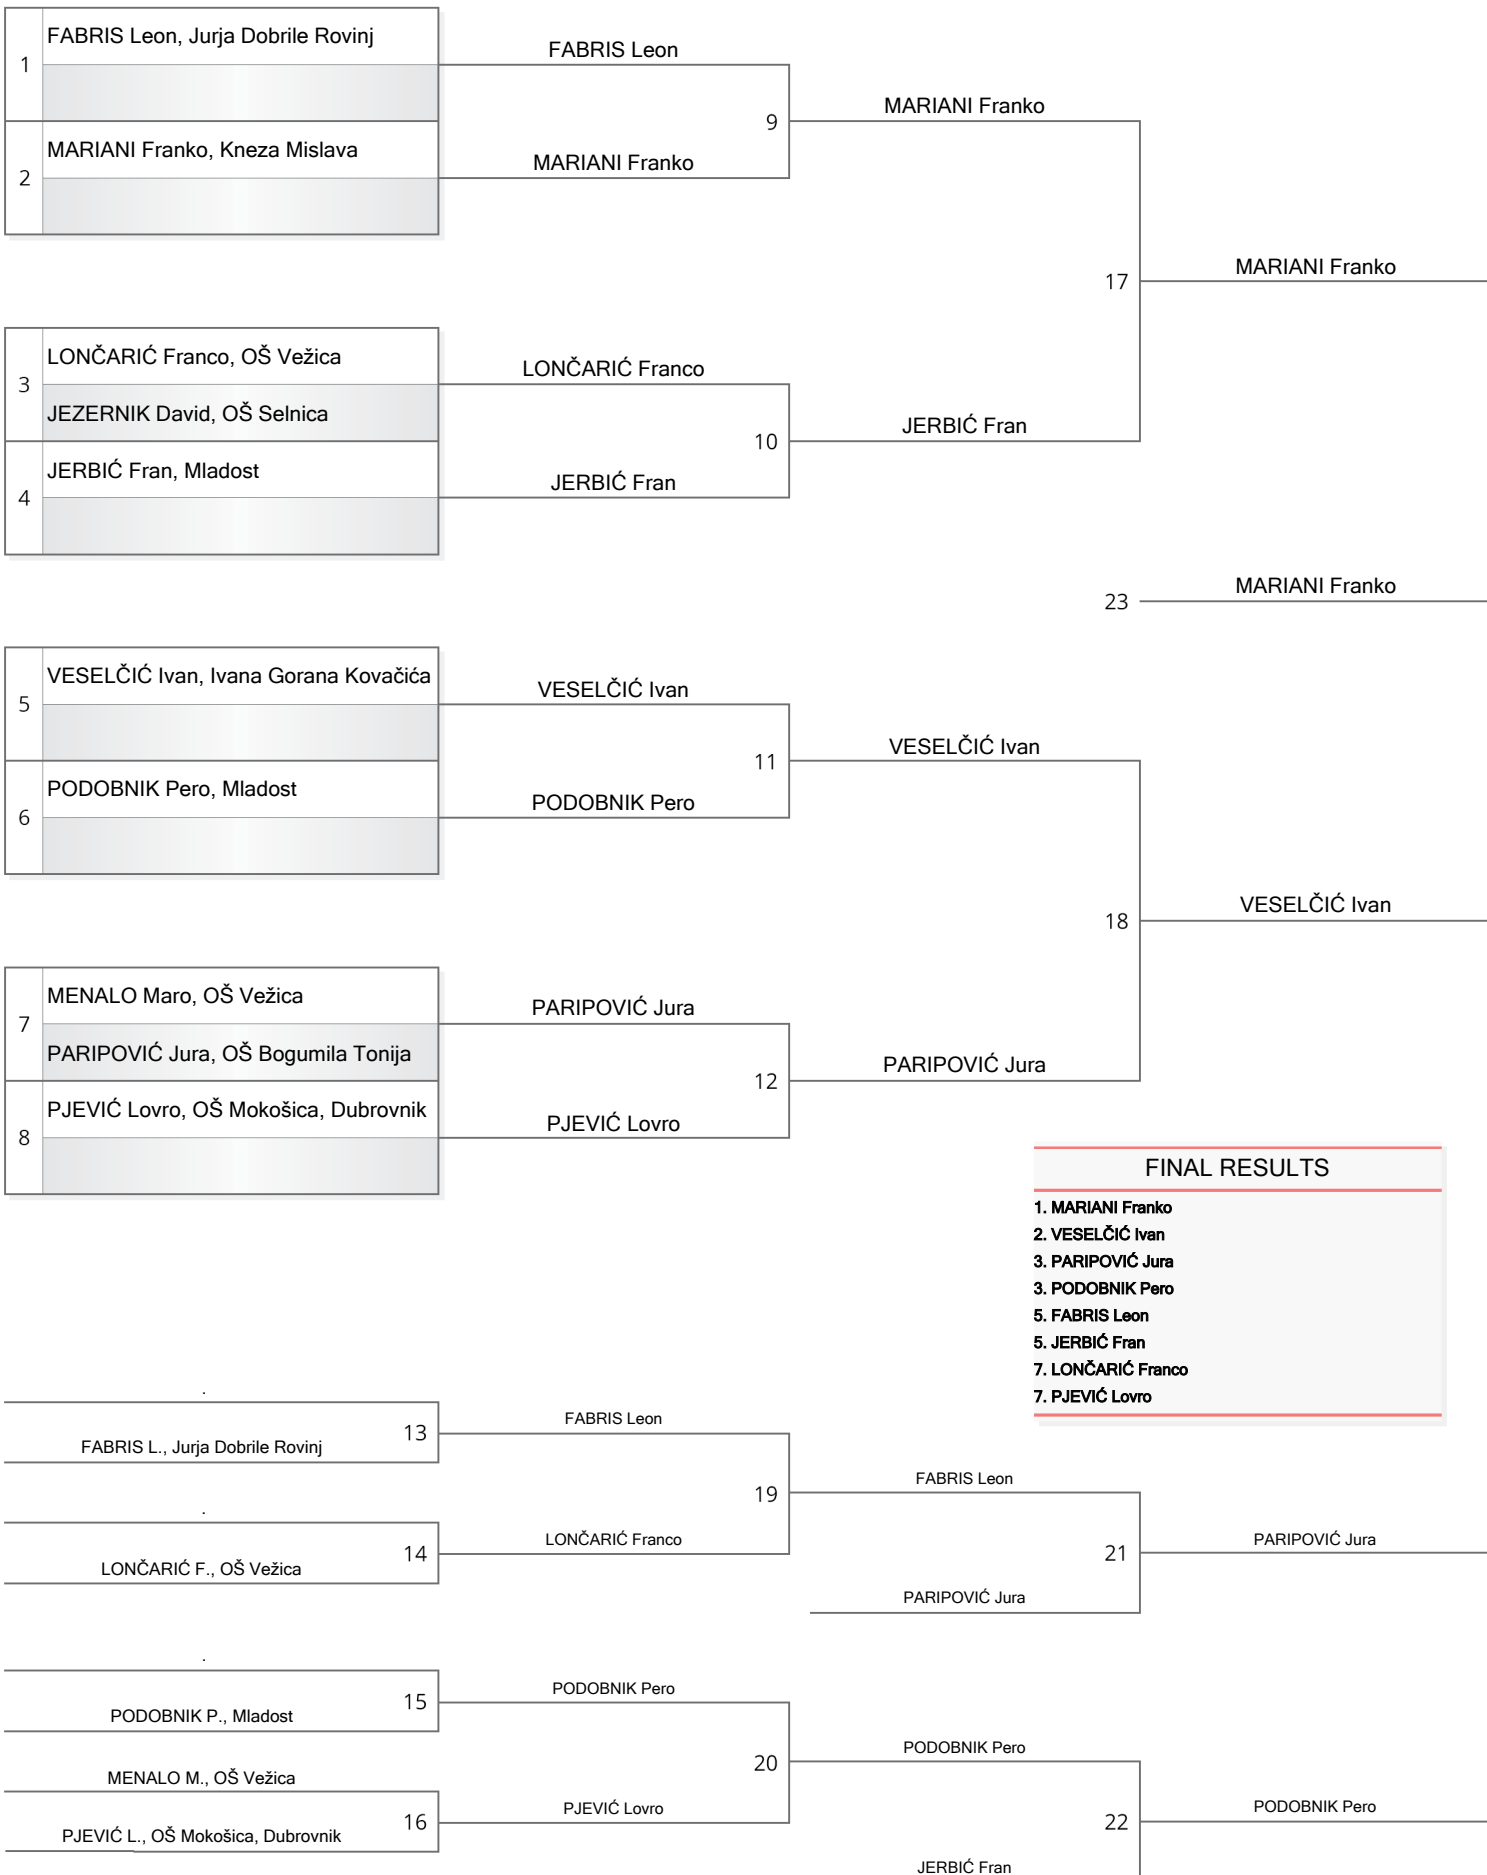 FABRIS Leon, Jurja Dobrile Rovinj
1
MARIANI Franko, Kneza Mislava
2
FABRIS Leon
9
MARIANI Franko
MARIANI Franko
17
MARIANI Franko
LONČARIĆ Franco, OŠ Vežica
3
JEZERNIK David, OŠ Selnica
JERBIĆ Fran, Mladost
4
LONČARIĆ Franco
10
JERBIĆ Fran
JERBIĆ Fran
23
MARIANI Franko
VESELČIĆ Ivan, Ivana Gorana Kovačića
5
PODOBNIK Pero, Mladost
6
VESELČIĆ Ivan
11
PODOBNIK Pero
VESELČIĆ Ivan
18
VESELČIĆ Ivan
MENALO Maro, OŠ Vežica
7
PARIPOVIĆ Jura, OŠ Bogumila Tonija
PJEVIĆ Lovro, OŠ Mokošica, Dubrovnik
8
PARIPOVIĆ Jura
12
PJEVIĆ Lovro
PARIPOVIĆ Jura
FINAL RESULTS
1. MARIANI Franko
2. VESELČIĆ Ivan
3. PARIPOVIĆ Jura
3. PODOBNIK Pero
5. FABRIS Leon
5. JERBIĆ Fran
7. LONČARIĆ Franco
7. PJEVIĆ Lovro
.
13
FABRIS L., Jurja Dobrile Rovinj
.
14
LONČARIĆ F., OŠ Vežica
FABRIS Leon
19
LONČARIĆ Franco
FABRIS Leon
21
PARIPOVIĆ Jura
PARIPOVIĆ Jura
.
15
PODOBNIK P., Mladost
MENALO M., OŠ Vežica
16
PJEVIĆ L., OŠ Mokošica, Dubrovnik
PODOBNIK Pero
20
PJEVIĆ Lovro
PODOBNIK Pero
22
JERBIĆ Fran
PODOBNIK Pero